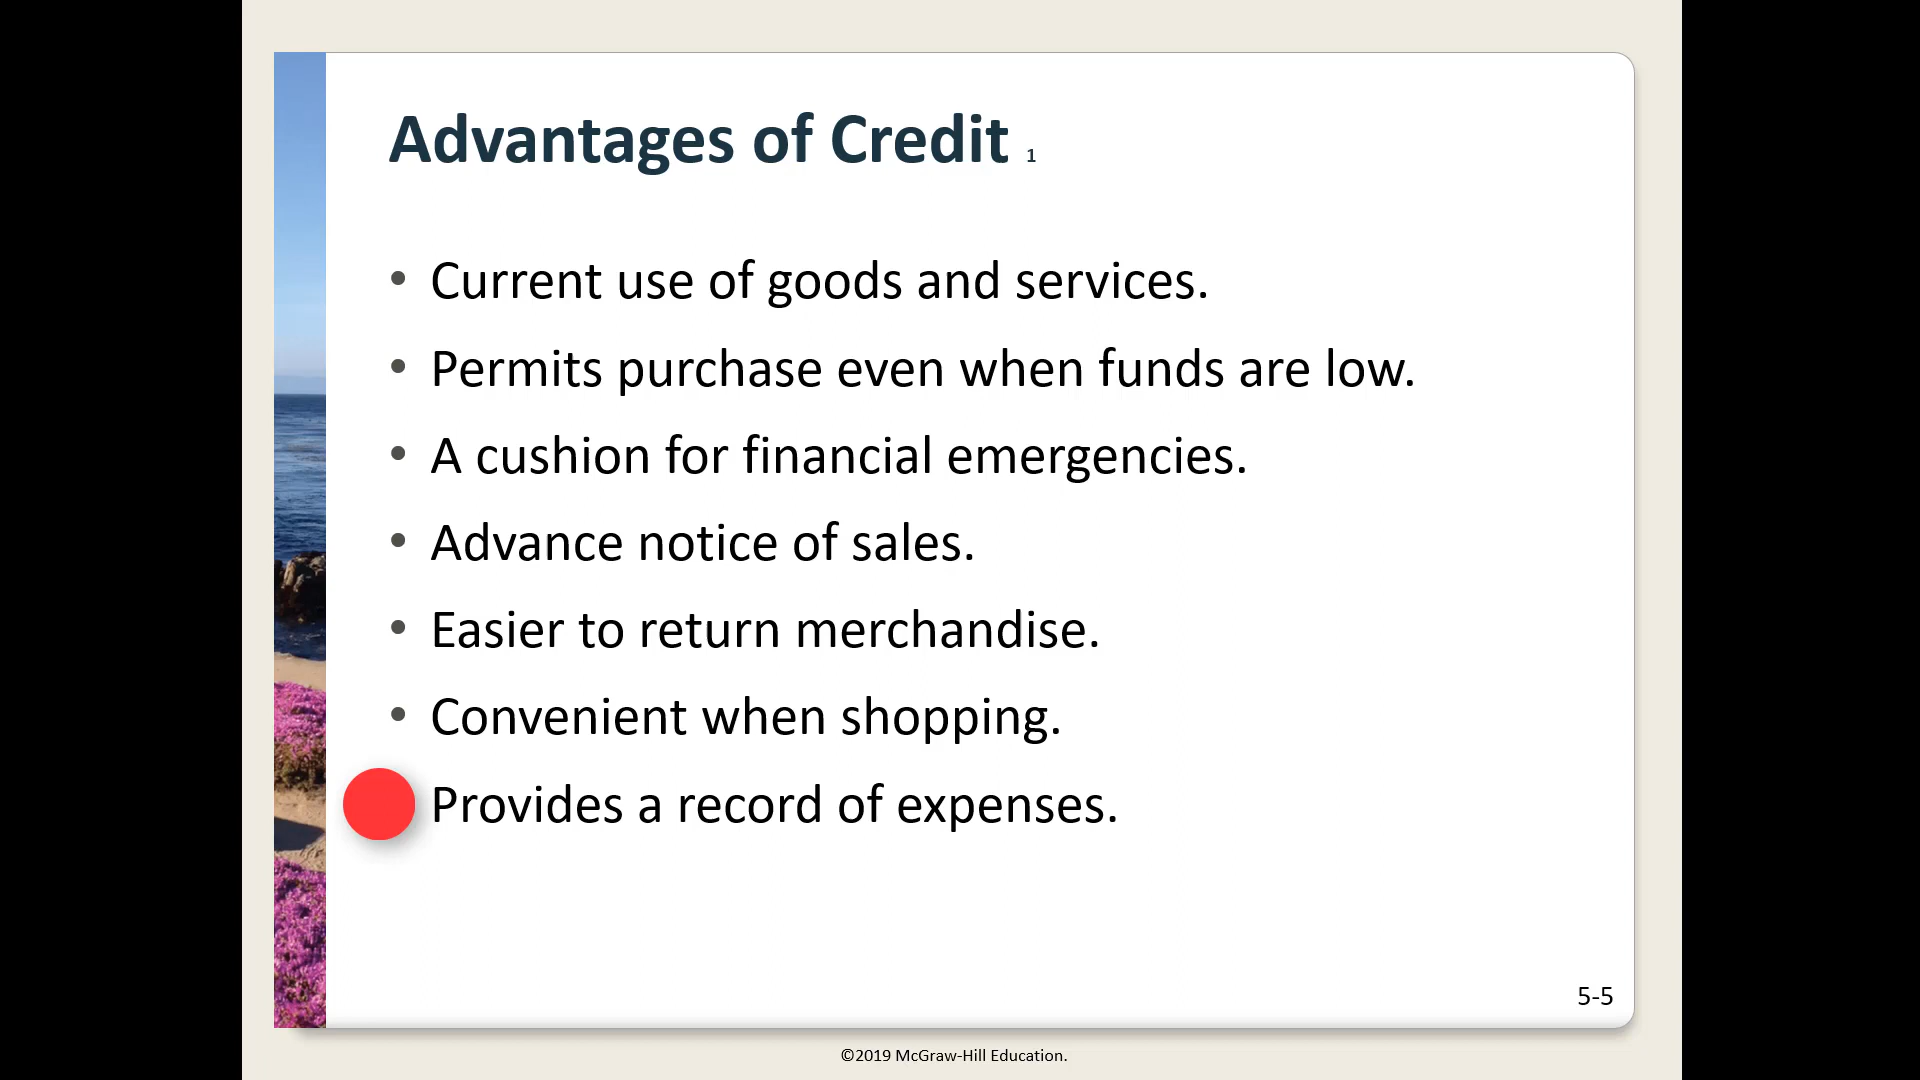 Advantages of Credit 1
• Current use of goods and services.
• Permits purchase even when funds are low.
• A cushion for financial emergencies.
• Advance notice of sales.
• Easier to return merchandise.
• Convenient when shopping.
Provides a record of expenses.
5-5
©2019 McGraw-Hill Education.